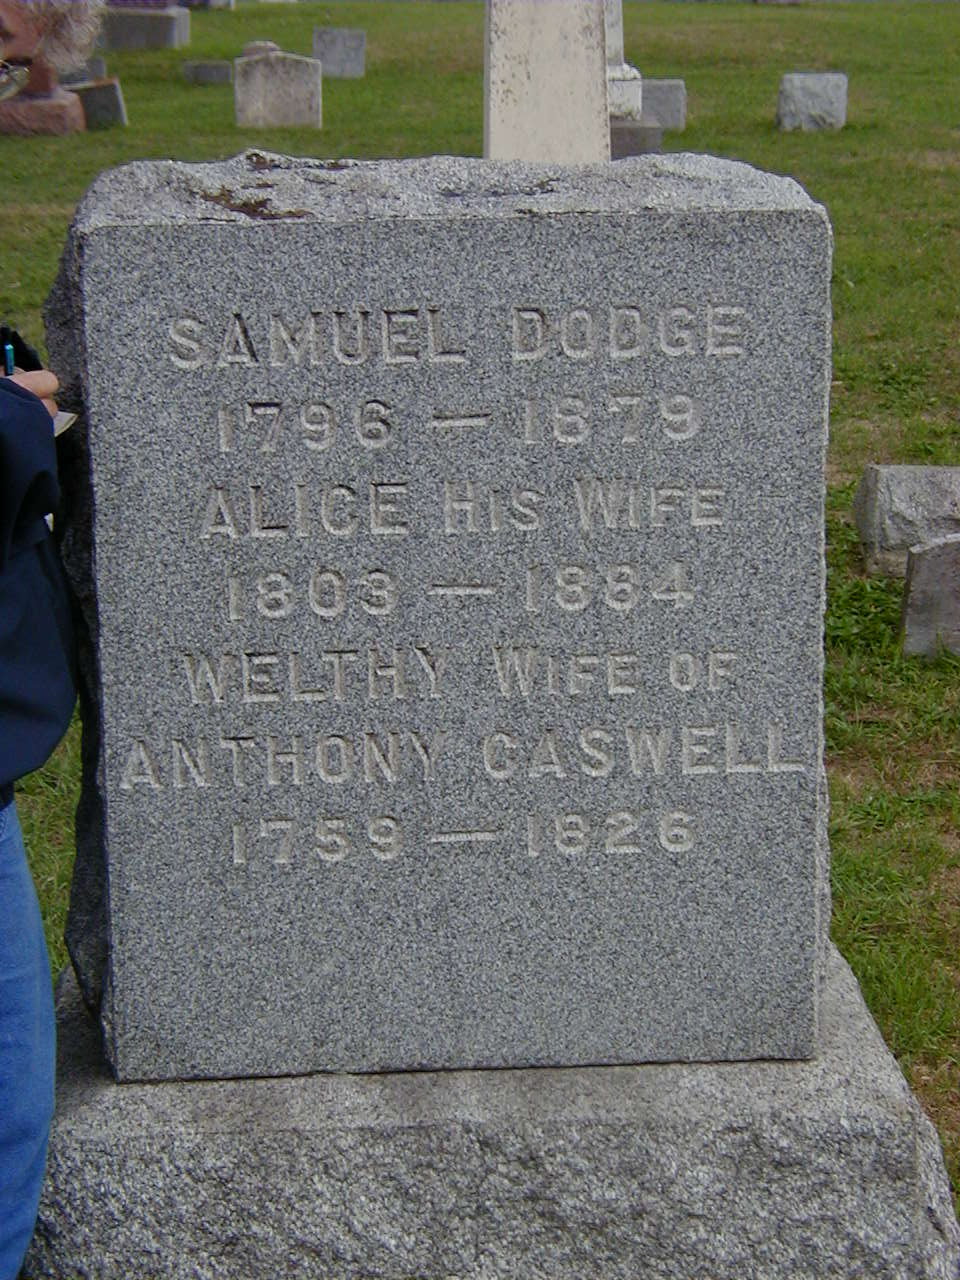 SAMUEL DODGE
1796 — 1879
ALICE HIS WIFE
1803 — 1884
WELTHY WIFE OF
ANTHONY CASWELL
1759 — 1826